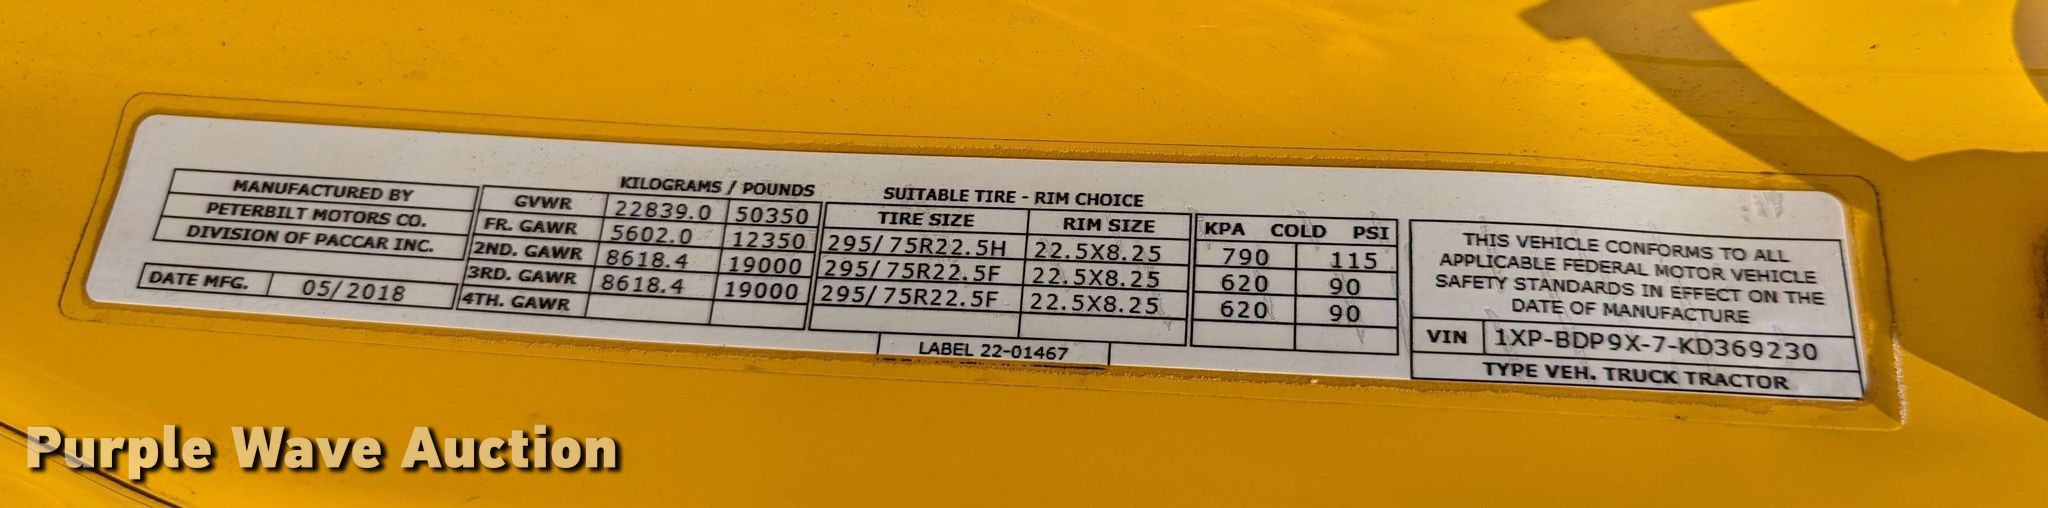 KILOGRAMS / POUNDS
SUITABLE TIRE - RIM CHOICE
MANUFACTURED BY
PETERBILT MOTORS CO.
DIVISION OF PACCAR INC.
DATE MFG. 05/2018
GVWR 22839.0 50350
FR. GAWR 5602.0 12350
2ND. GAWR 8618.4 19000
3RD. GAWR 8618.4 19000
4TH. GAWR
TIRE SIZE RIM SIZE
295/75R22.5H 22.5X8.25
295/75R22.5F 22.5X8.25
295/75R22.5F 22.5X8.25
KPA COLD PSI
790 115
620 90
620 90
LABEL 22-01467
THIS VEHICLE CONFORMS TO ALL
APPLICABLE FEDERAL MOTOR VEHICLE
SAFETY STANDARDS IN EFFECT ON THE
DATE OF MANUFACTURE
VIN 1XP-BDP9X-7-KD369230
TYPE VEH. TRUCK TRACTOR
Purple Wave Auction